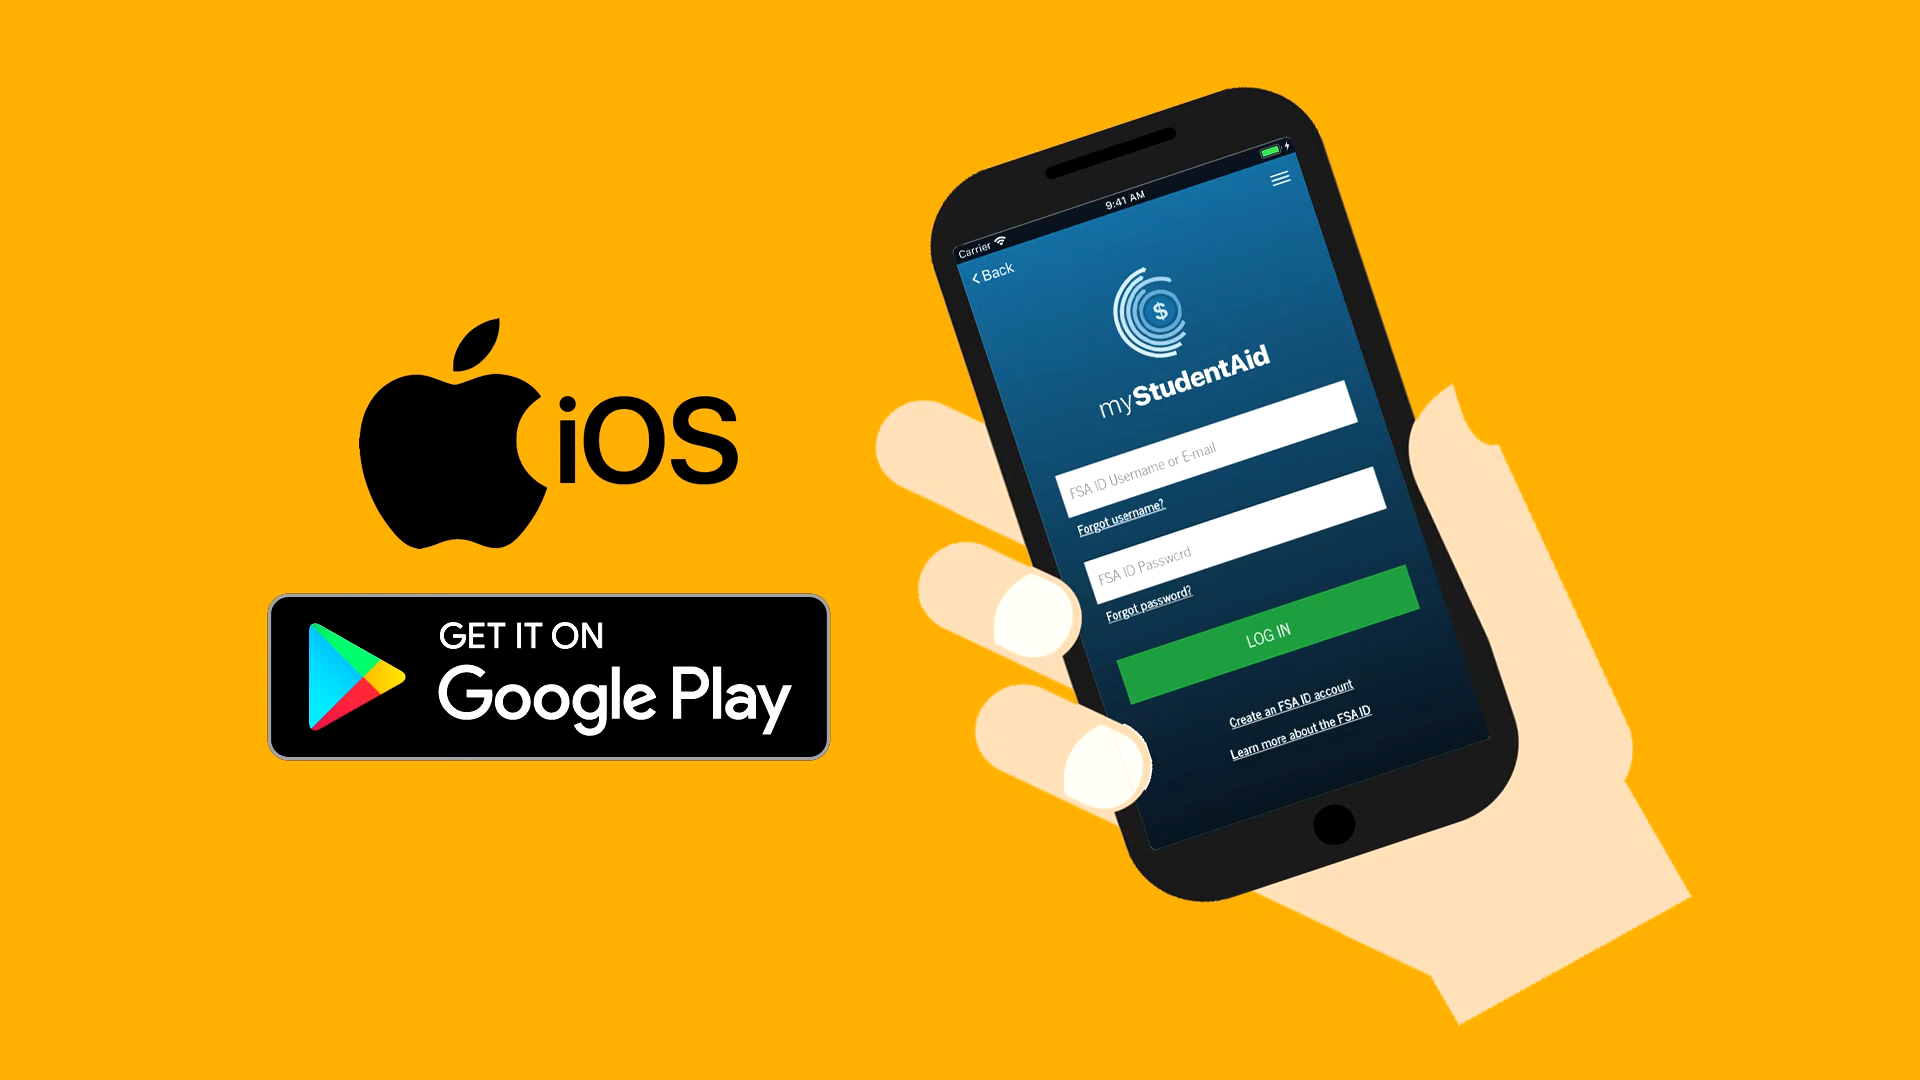 iOS
GET IT ON
Google Play
Carrier
9:41 AM
Back
$
myStudentAid
FSA ID Username or E-mail
Forgot username?
FSA ID Password
Forgot password?
LOG IN
Create an FSA ID account
Learn more about the FSA ID